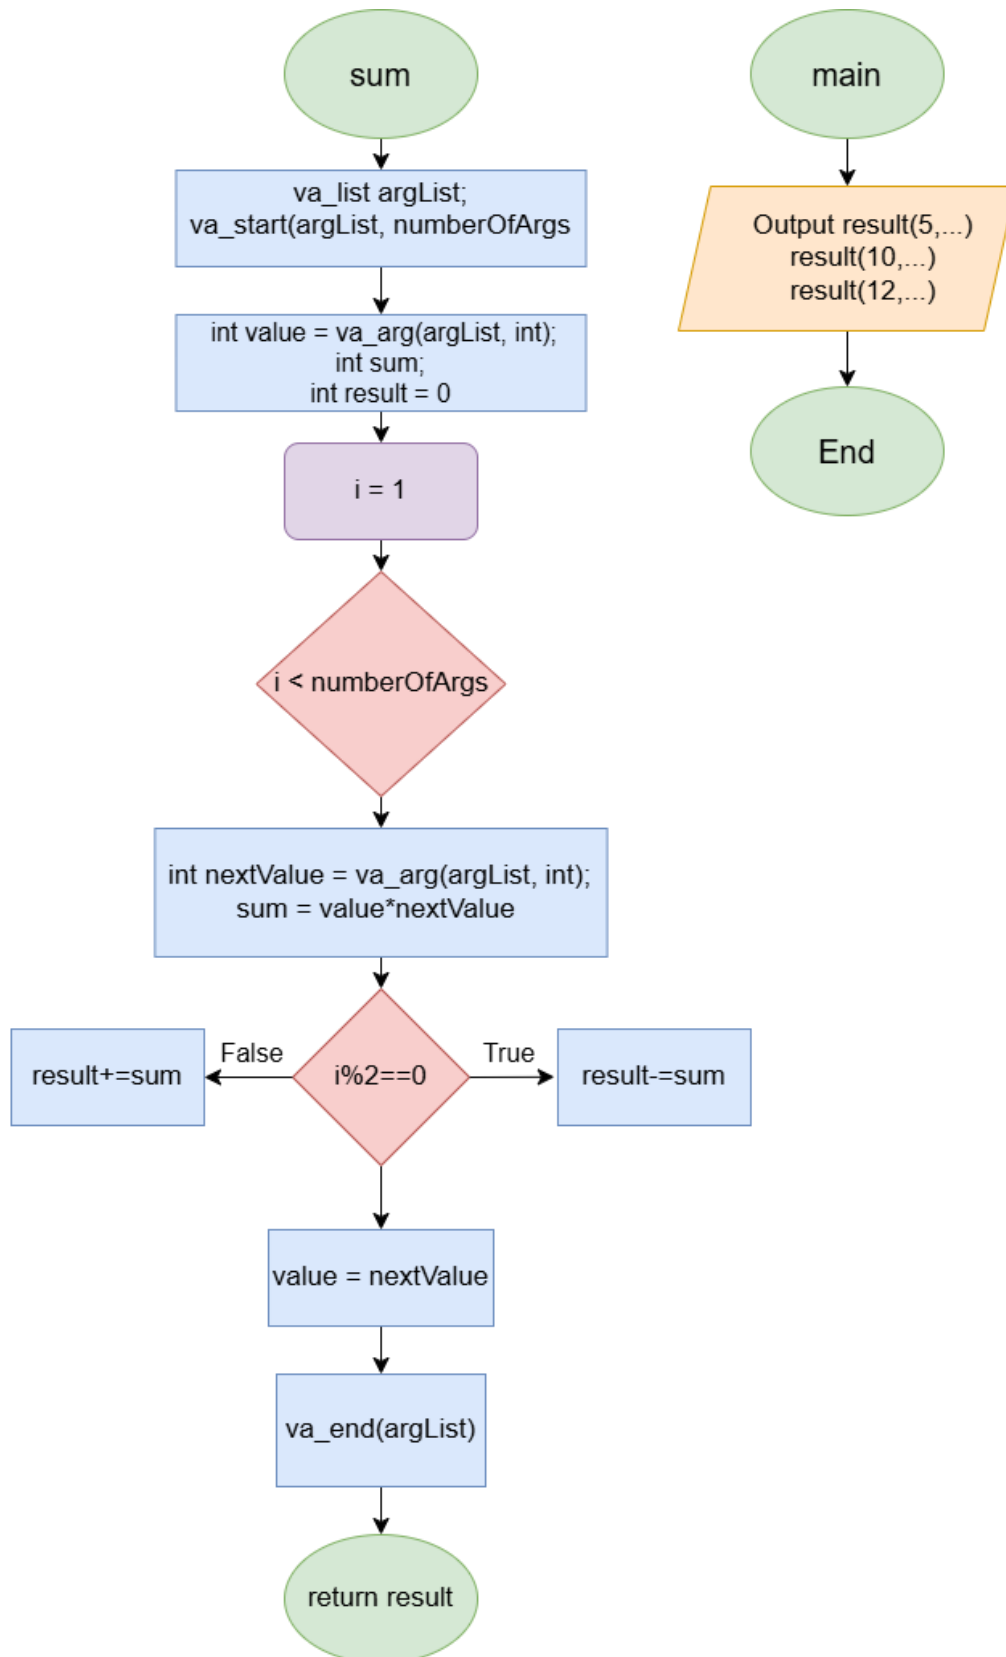 sum
va_list argList;
va_start(argList, numberOfArgs
int value = va_arg(argList, int);
int sum;
int result = 0
i = 1
i < numberOfArgs
int nextValue = va_arg(argList, int);
sum = value*nextValue
i%2==0
False
result+=sum
True
result-=sum
value = nextValue
va_end(argList)
return result
main
Output result(5,...)
result(10,...)
result(12,...)
End